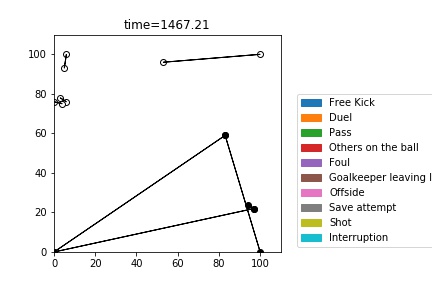 time=1467.21
100
80
60
40
20
0
0 20 40 60 80 100
Free Kick
Duel
Pass
Others on the ball
Foul
Goalkeeper leaving l
Offside
Save attempt
Shot
Interruption